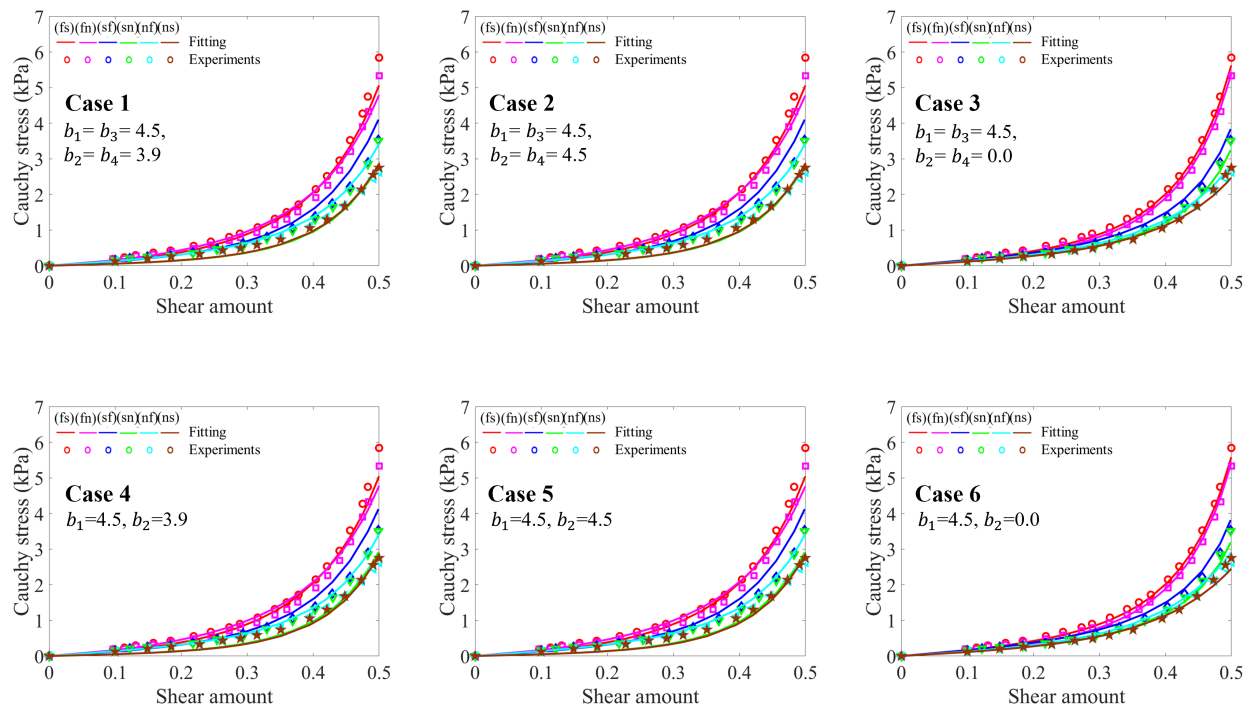 (fs)(fn)(sf)(sn)(nf)(ns)
Fitting
Experiments
Case 1
b₁= b₃= 4.5,
b₂= b₄= 3.9
Cauchy stress (kPa)
7
6
5
4
3
2
1
0
0 0.1 0.2 0.3 0.4 0.5
Shear amount
(fs)(fn)(sf)(sn)(nf)(ns)
Fitting
Experiments
Case 2
b₁= b₃= 4.5,
b₂= b₄= 4.5
Cauchy stress (kPa)
7
6
5
4
3
2
1
0
0 0.1 0.2 0.3 0.4 0.5
Shear amount
(fs)(fn)(sf)(sn)(nf)(ns)
Fitting
Experiments
Case 3
b₁= b₃= 4.5,
b₂= b₄= 0.0
Cauchy stress (kPa)
7
6
5
4
3
2
1
0
0 0.1 0.2 0.3 0.4 0.5
Shear amount
(fs)(fn)(sf)(sn)(nf)(ns)
Fitting
Experiments
Case 4
b₁=4.5, b₂=3.9
Cauchy stress (kPa)
7
6
5
4
3
2
1
0
0 0.1 0.2 0.3 0.4 0.5
Shear amount
(fs)(fn)(sf)(sn)(nf)(ns)
Fitting
Experiments
Case 5
b₁=4.5, b₂=4.5
Cauchy stress (kPa)
7
6
5
4
3
2
1
0
0 0.1 0.2 0.3 0.4 0.5
Shear amount
(fs)(fn)(sf)(sn)(nf)(ns)
Fitting
Experiments
Case 6
b₁=4.5, b₂=0.0
Cauchy stress (kPa)
7
6
5
4
3
2
1
0
0 0.1 0.2 0.3 0.4 0.5
Shear amount